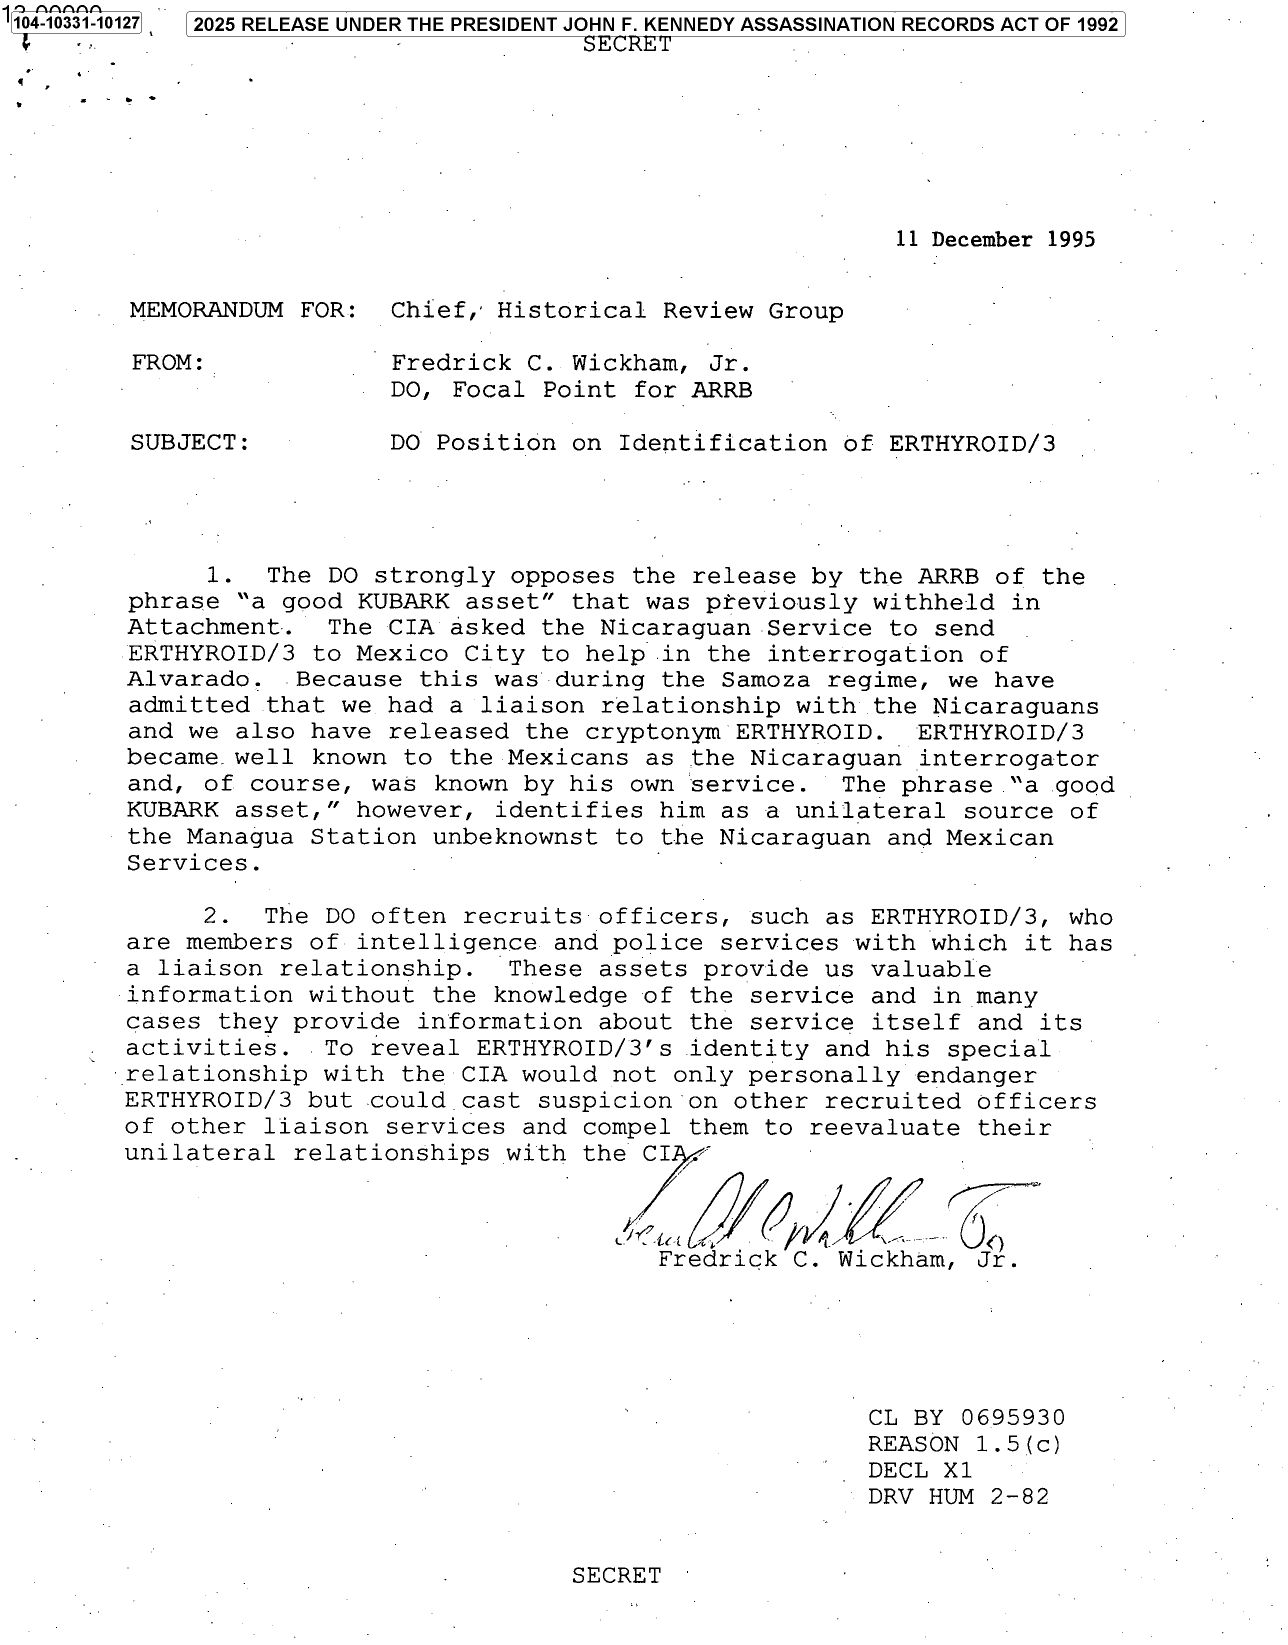 104-10331-10127
2025 RELEASE UNDER THE PRESIDENT JOHN F. KENNEDY ASSASSINATION RECORDS ACT OF 1992
SECRET
11 December 1995
MEMORANDUM FOR: Chief, Historical Review Group
FROM: Fredrick C. Wickham, Jr.
DO, Focal Point for ARRB
SUBJECT: DO Position on Identification of ERTHYROID/3
1. The DO strongly opposes the release by the ARRB of the
phrase "a good KUBARK asset" that was previously withheld in
Attachment. The CIA asked the Nicaraguan Service to send
ERTHYROID/3 to Mexico City to help in the interrogation of
Alvarado. Because this was during the Samoza regime, we have
admitted that we had a liaison relationship with the Nicaraguans
and we also have released the cryptonym ERTHYROID. ERTHYROID/3
became well known to the Mexicans as the Nicaraguan interrogator
and, of course, was known by his own service. The phrase "a good
KUBARK asset," however, identifies him as a unilateral source of
the Managua Station unbeknownst to the Nicaraguan and Mexican
Services.
2. The DO often recruits officers, such as ERTHYROID/3, who
are members of intelligence and police services with which it has
a liaison relationship. These assets provide us valuable
information without the knowledge of the service and in many
cases they provide information about the service itself and its
activities. To reveal ERTHYROID/3's identity and his special
relationship with the CIA would not only personally endanger
ERTHYROID/3 but could cast suspicion on other recruited officers
of other liaison services and compel them to reevaluate their
unilateral relationships with the CIA.
Fredrick C. Wickham, Jr.
CL BY 0695930
REASON 1.5(c)
DECL X1
DRV HUM 2-82
SECRET